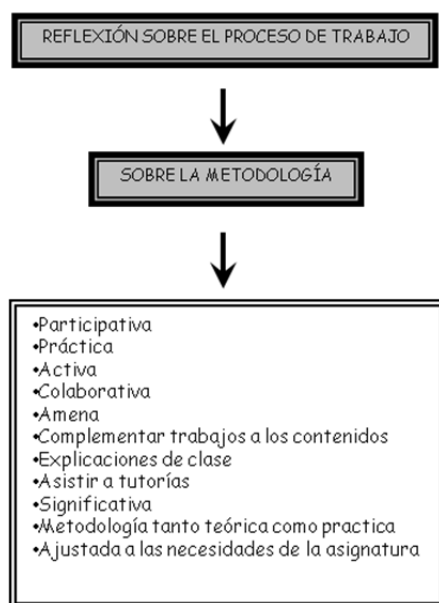 REFLEXIÓN SOBRE EL PROCESO DE TRABAJO
SOBRE LA METODOLOGÍA
•Participativa
•Práctica
•Activa
•Colaborativa
•Amena
•Complementar trabajos a los contenidos
•Explicaciones de clase
•Asistir a tutorías
•Significativa
•Metodología tanto teórica como practica
•Ajustada a las necesidades de la asignatura